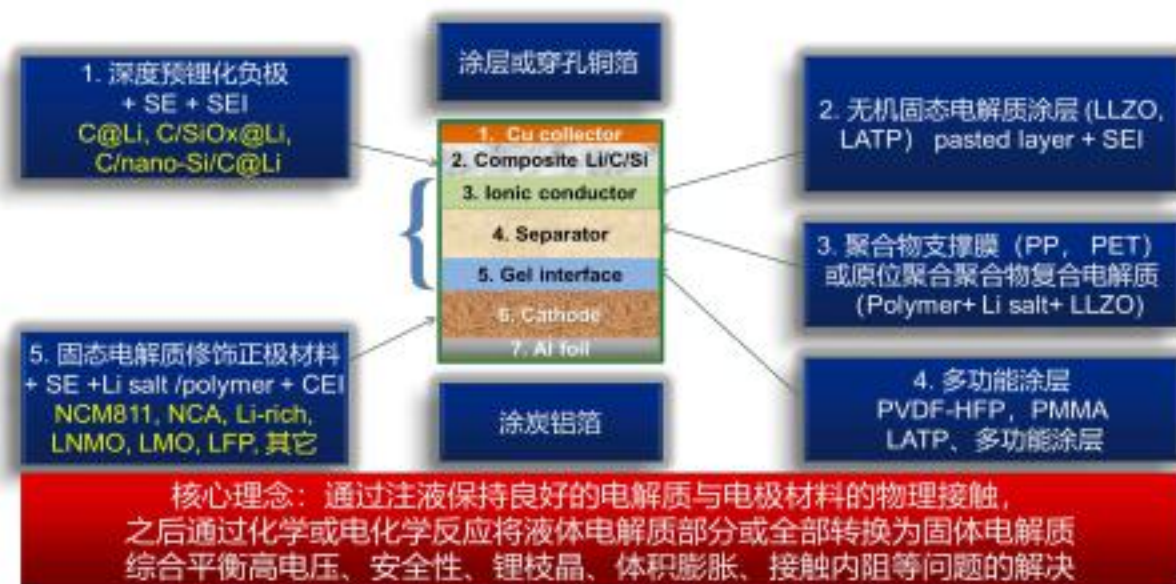 涂层或穿孔铜箔
1. 深度预锂化负极
+ SE + SEI
C@Li, C/SiOx@Li,
C/nano-Si/C@Li
2. 无机固态电解质涂层 (LLZO,
LATP) pasted layer + SEI
1. Cu collector
2. Composite Li/C/Si
3. Ionic conductor
4. Separator
5. Gel interface
6. Cathode
7. Al foil
3. 聚合物支撑膜（PP， PET）
或原位聚合聚合物复合电解质
（Polymer+ Li salt+ LLZO）
5. 固态电解质修饰正极材料
+ SE +Li salt /polymer + CEI
NCM811, NCA, Li-rich,
LNMO, LMO, LFP, 其它
4. 多功能涂层
PVDF-HFP，PMMA
LATP、多功能涂层
涂炭铝箔
核心理念：通过注液保持良好的电解质与电极材料的物理接触，
之后通过化学或电化学反应将液体电解质部分或全部转换为固体电解质
综合平衡高电压、安全性、锂枝晶、体积膨胀、接触内阻等问题的解决